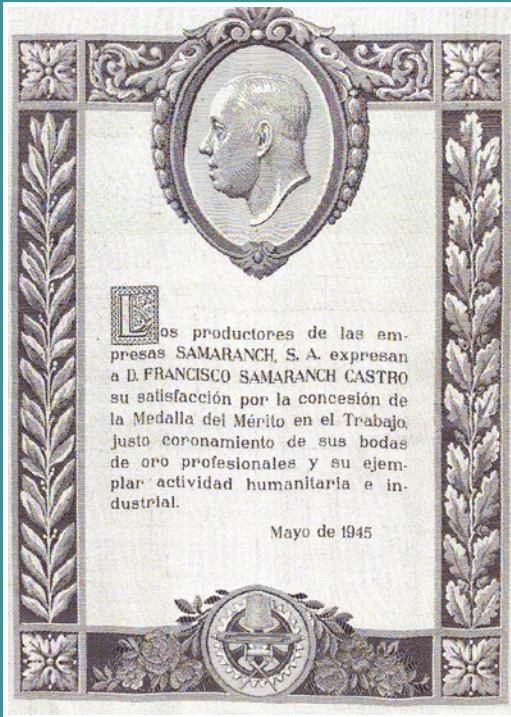 Los productores de las em-
presas SAMARANCH, S. A. expresan
a D. FRANCISCO SAMARANCH CASTRO
su satisfacción por la concesión de
la Medalla del Mérito en el Trabajo,
justo coronamiento de sus bodas
de oro profesionales y su ejem-
plar actividad humanitaria e in-
dustrial.
Mayo de 1945